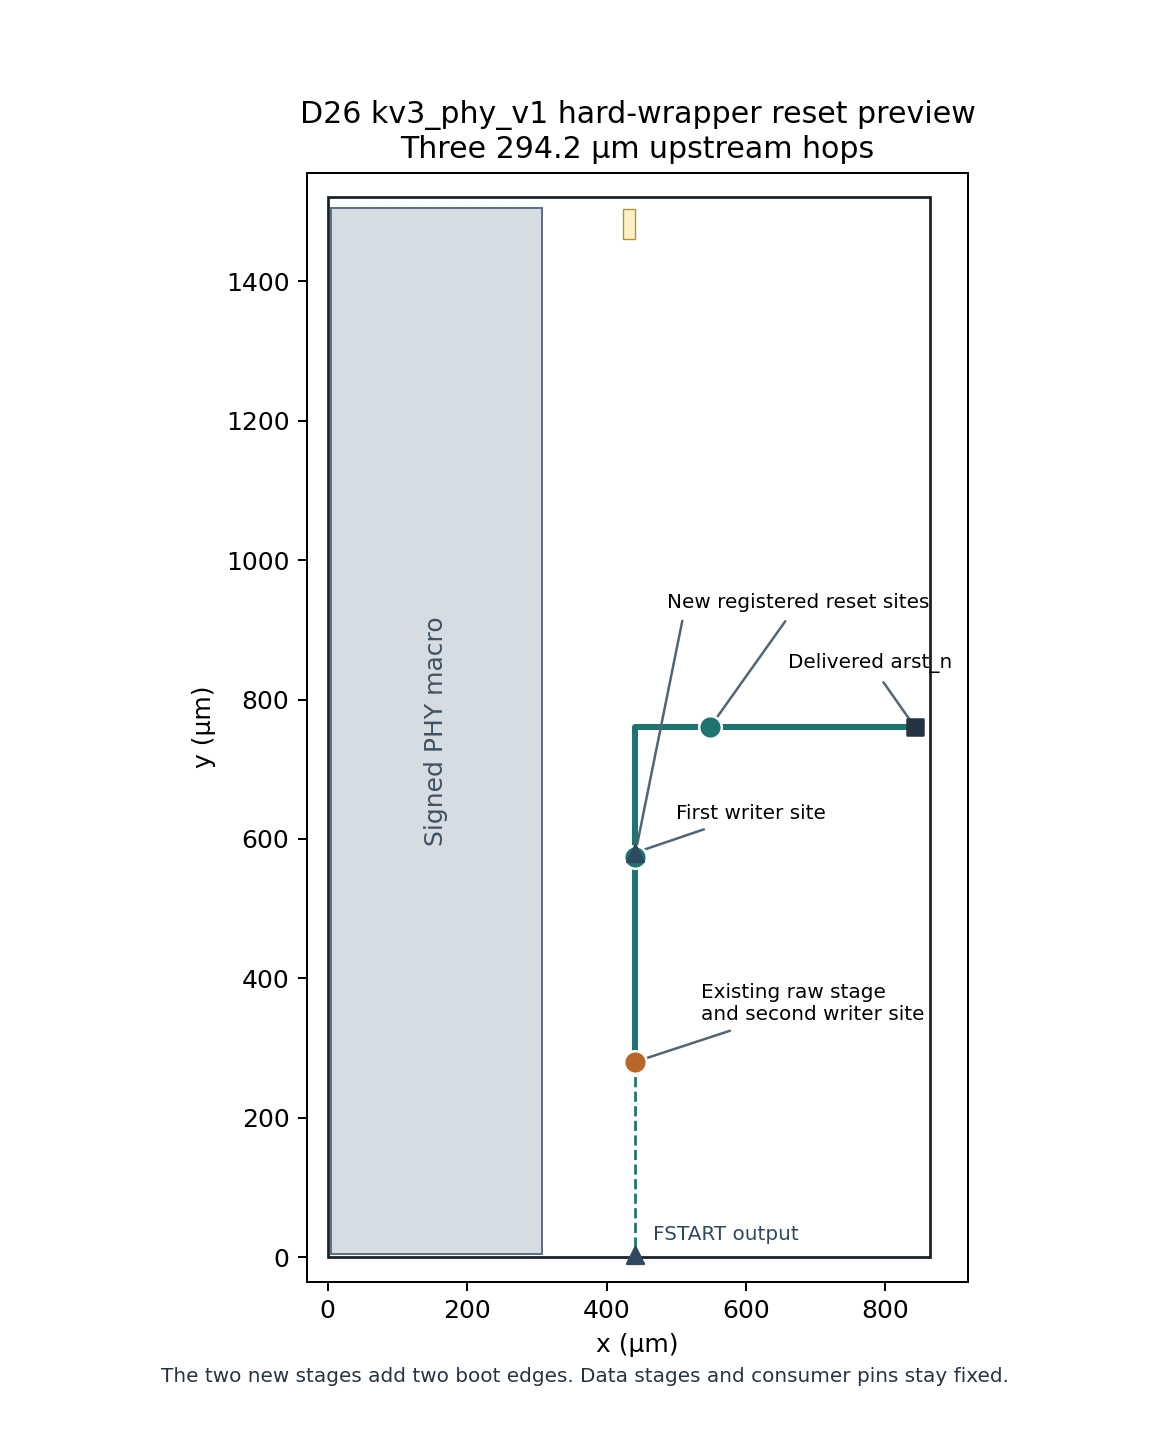 D26 kv3_phy_v1 hard-wrapper reset preview
Three 294.2 µm upstream hops
1400
1200
1000
800
600
400
200
0
y (µm)
Signed PHY macro
New registered reset sites
Delivered arst_n
First writer site
Existing raw stage
and second writer site
FSTART output
0
200
400
600
800
x (µm)
The two new stages add two boot edges. Data stages and consumer pins stay fixed.